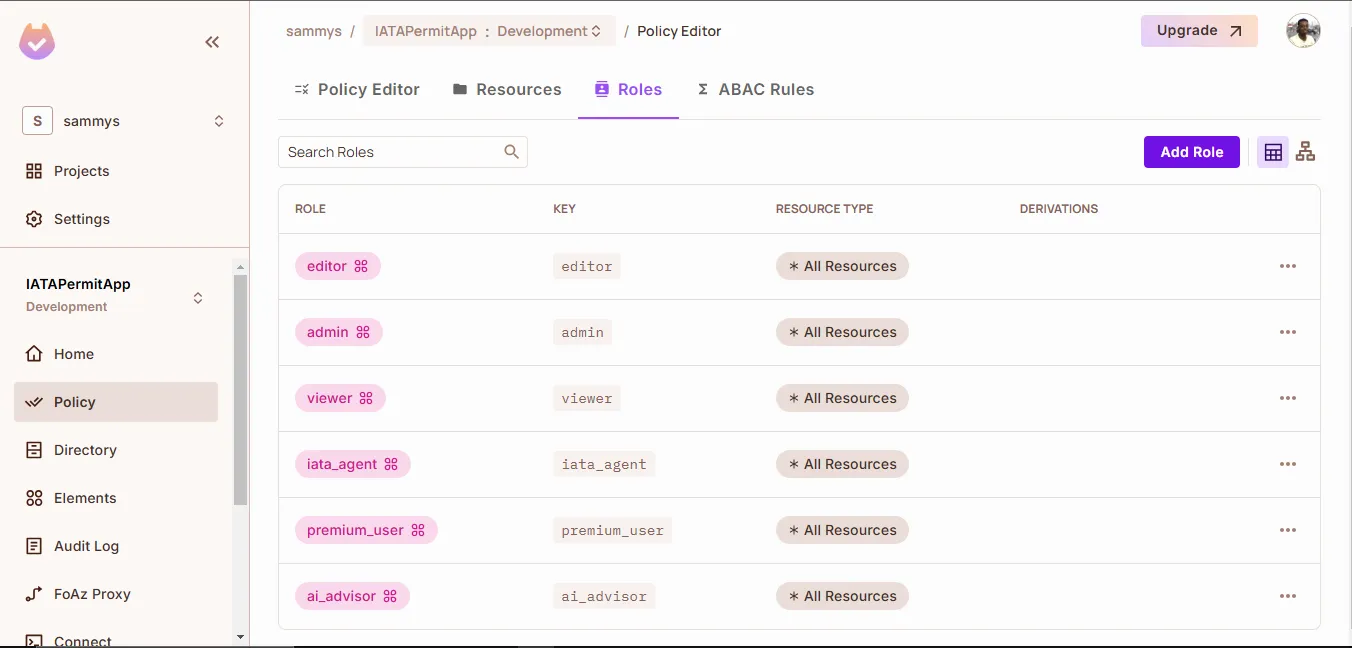 sammys / IATAPermitApp : Development / Policy Editor
Upgrade
Policy Editor
Resources
Roles
Σ ABAC Rules
S sammys
Projects
Settings
IATAPermitApp
Development
Home
Policy
Directory
Elements
Audit Log
FoAz Proxy
Connect
Search Roles
Add Role
ROLE KEY RESOURCE TYPE DERIVATIONS
editor editor * All Resources
admin admin * All Resources
viewer viewer * All Resources
iata_agent iata_agent * All Resources
premium_user premium_user * All Resources
ai_advisor ai_advisor * All Resources